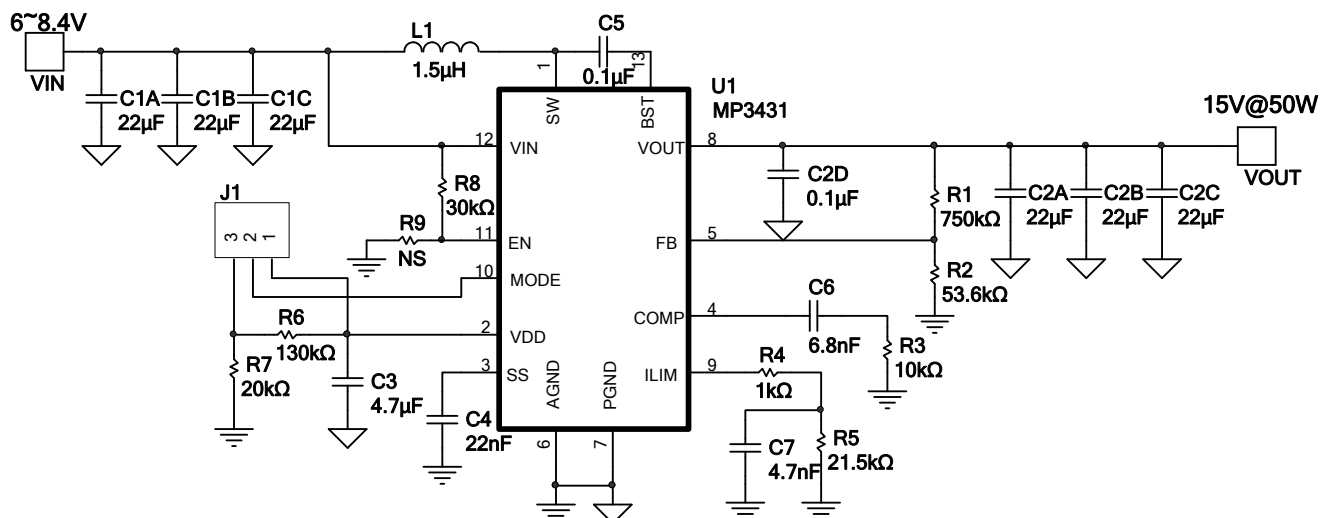 6~8.4V
VIN
C1A
22µF
C1B
22µF
C1C
22µF
L1
1.5µH
C5
0.1µF
1
13
SW
BST
U1
MP3431
12
VIN
VOUT
8
15V@50W
VOUT
C2D
0.1µF
R1
750kΩ
C2A
22µF
C2B
22µF
C2C
22µF
R8
30kΩ
R9
NS
11
EN
FB
5
R2
53.6kΩ
J1
3
2
1
10
MODE
COMP
4
C6
6.8nF
R3
10kΩ
R6
130kΩ
R7
20kΩ
2
VDD
C3
4.7µF
3
SS
C4
22nF
ILIM
9
R4
1kΩ
C7
4.7nF
R5
21.5kΩ
AGND
PGND
6
7